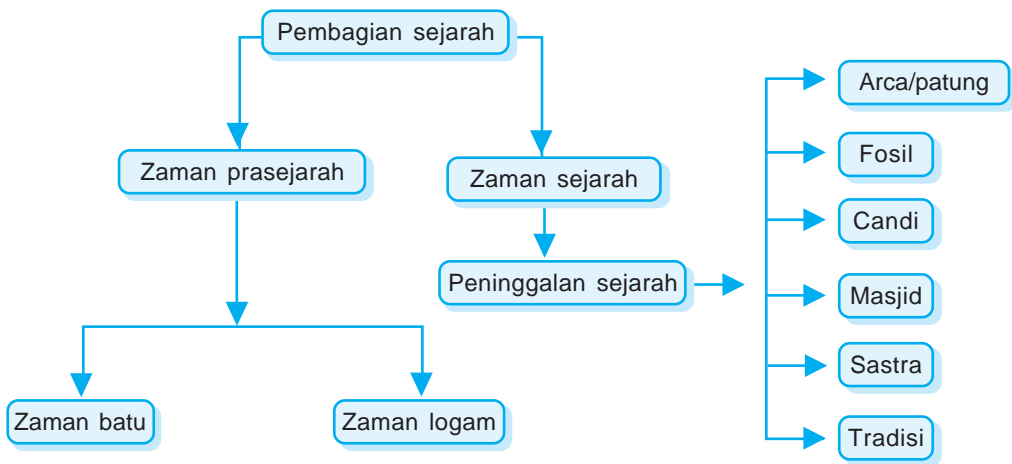 Pembagian sejarah
Zaman prasejarah
Zaman sejarah
Peninggalan sejarah
Zaman batu
Zaman logam
Arca/patung
Fosil
Candi
Masjid
Sastra
Tradisi